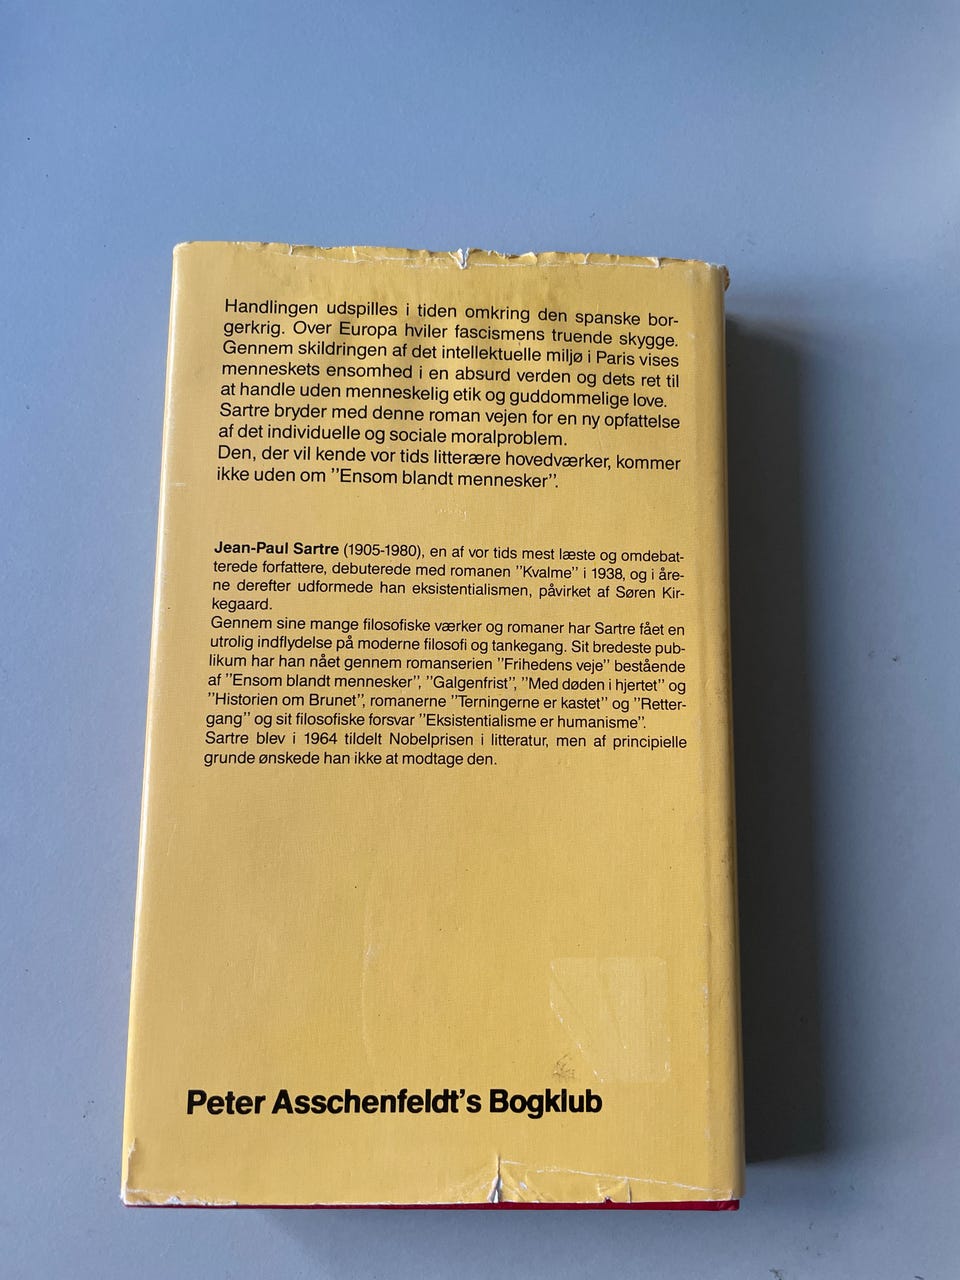 Handlingen udspilles i tiden omkring den spanske bor-
gerkrig. Over Europa hviler fascismens truende skygge.
Gennem skildringen af det intellektuelle miljø i Paris vises
menneskets ensomhed i en absurd verden og dets ret til
at handle uden menneskelig etik og guddommelige love.
Sartre bryder med denne roman vejen for en ny opfattelse
af det individuelle og sociale moralproblem.
Den, der vil kende vor tids litterære hovedværker, kommer
ikke uden om ”Ensom blandt mennesker”.
Jean-Paul Sartre (1905-1980), en af vor tids mest læste og omdebat-
terede forfattere, debuterede med romanen ”Kvalme” i 1938, og i åre-
ne derefter udformede han eksistentialismen, påvirket af Søren Kir-
kegaard.
Gennem sine mange filosofiske værker og romaner har Sartre fået en
utrolig indflydelse på moderne filosofi og tankegang. Sit bredeste pub-
likum har han nået gennem romanserien ”Frihedens veje” bestående
af ”Ensom blandt mennesker”, ”Galgenfrist”, ”Med døden i hjertet” og
”Historien om Brunet”, romanerne ”Terningerne er kastet” og ”Retter-
gang” og sit filosofiske forsvar ”Eksistentialisme er humanisme”.
Sartre blev i 1964 tildelt Nobelprisen i litteratur, men af principielle
grunde ønskede han ikke at modtage den.
Peter Asschenfeldt’s Bogklub